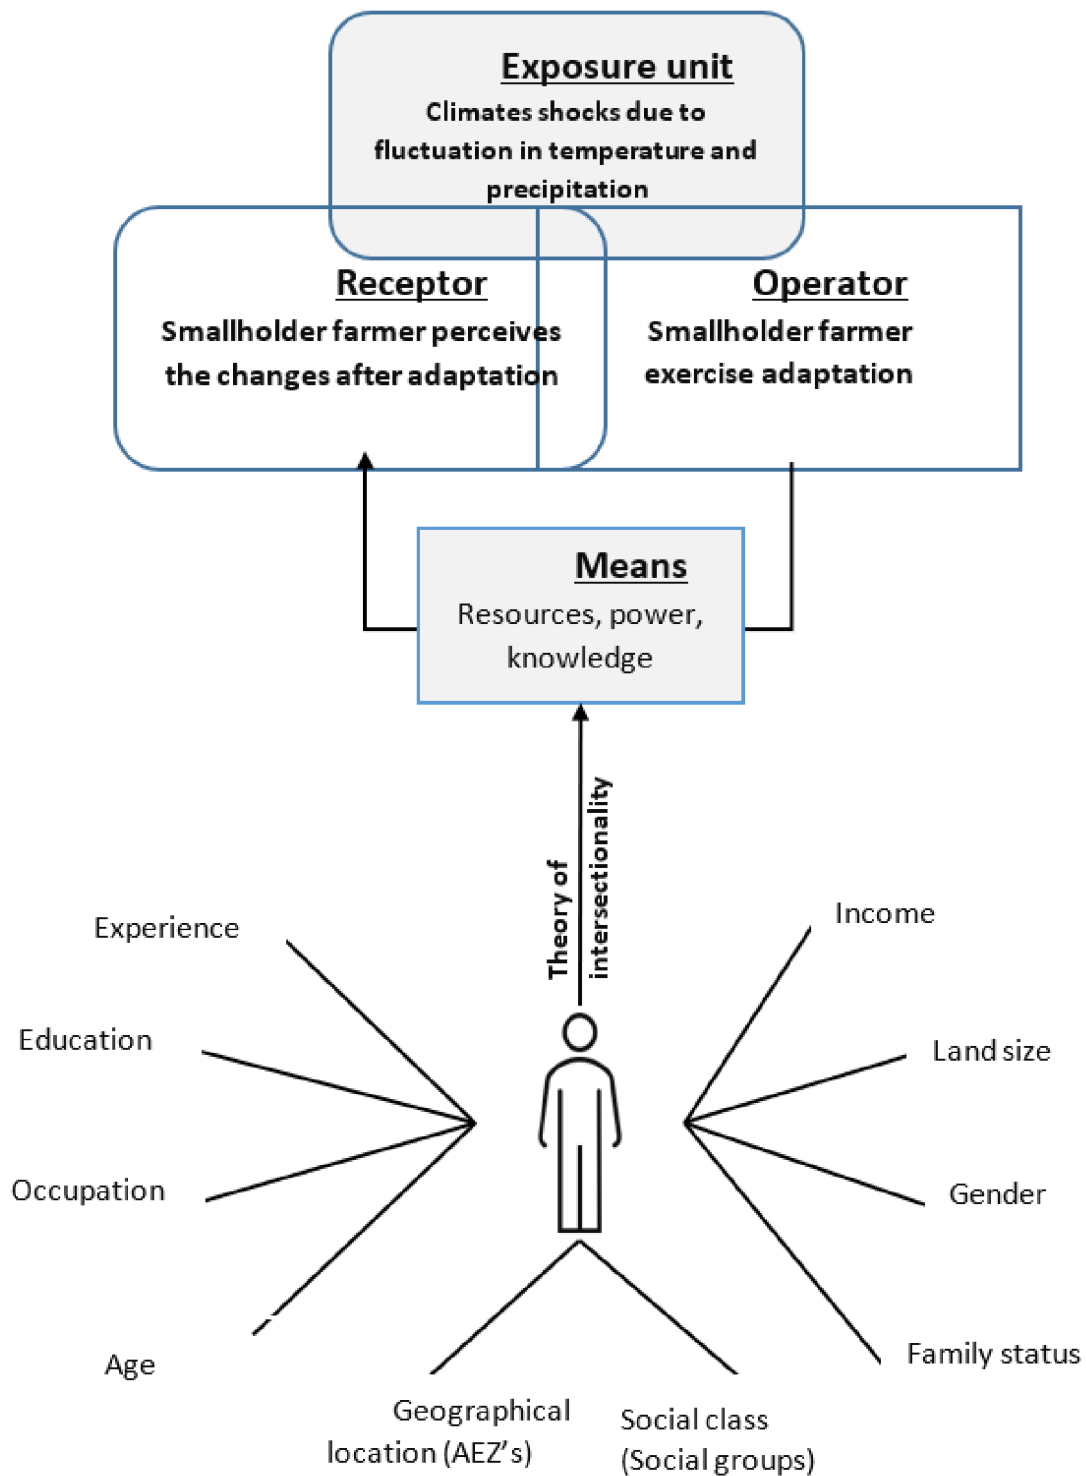 Exposure unit
Climates shocks due to
fluctuation in temperature and
precipitation
Receptor
Smallholder farmer perceives
the changes after adaptation
Operator
Smallholder farmer
exercise adaptation
Means
Resources, power,
knowledge
Theory of
intersectionality
Experience
Education
Occupation
Age
Income
Land size
Gender
Family status
Geographical
location (AEZ's)
Social class
(Social groups)